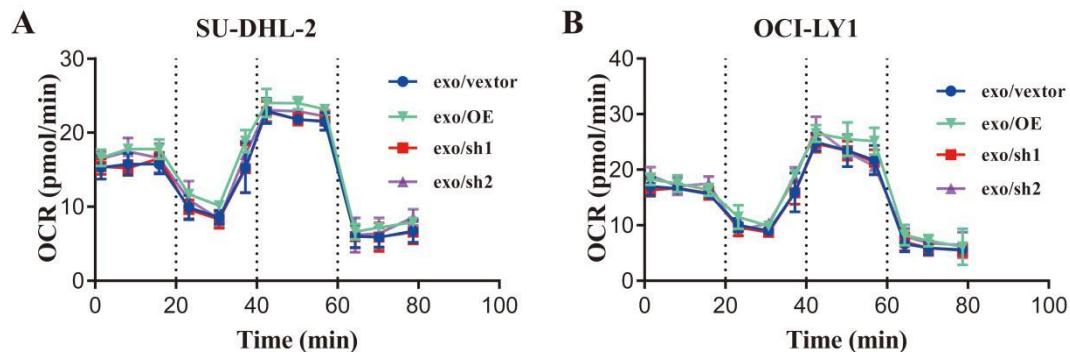 A
SU-DHL-2
OCR (pmol/min)
30
20
10
0
0 20 40 60 80 100
Time (min)
exo/vextor
exo/OE
exo/sh1
exo/sh2
B
OCI-LY1
OCR (pmol/min)
40
30
20
10
0
0 20 40 60 80 100
Time (min)
exo/vextor
exo/OE
exo/sh1
exo/sh2